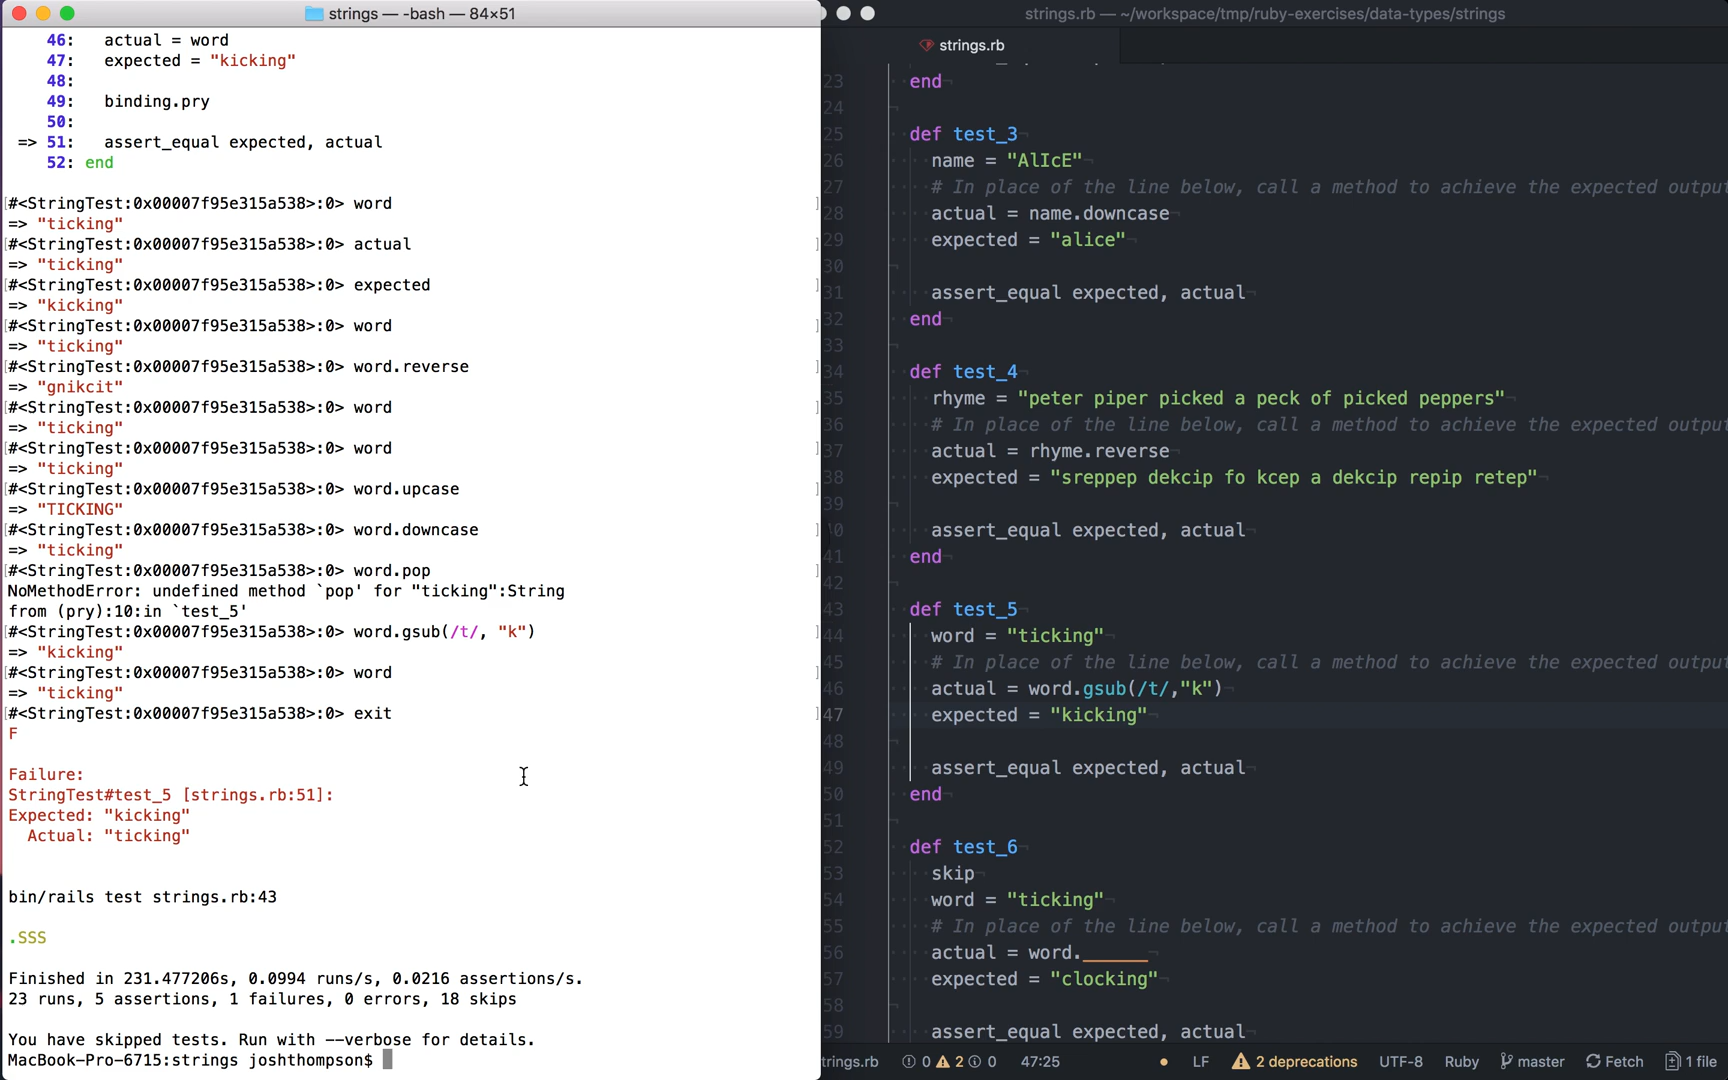 strings — -bash — 84×51
46:   actual = word
47:   expected = "kicking"
48:
49:   binding.pry
50:
=> 51:   assert_equal expected, actual
52: end
[#<StringTest:0x00007f95e315a538>:0> word
=> "ticking"
[#<StringTest:0x00007f95e315a538>:0> actual
=> "ticking"
[#<StringTest:0x00007f95e315a538>:0> expected
=> "kicking"
[#<StringTest:0x00007f95e315a538>:0> word
=> "ticking"
[#<StringTest:0x00007f95e315a538>:0> word.reverse
=> "gnikcit"
[#<StringTest:0x00007f95e315a538>:0> word
=> "ticking"
[#<StringTest:0x00007f95e315a538>:0> word
=> "ticking"
[#<StringTest:0x00007f95e315a538>:0> word.upcase
=> "TICKING"
[#<StringTest:0x00007f95e315a538>:0> word.downcase
=> "ticking"
[#<StringTest:0x00007f95e315a538>:0> word.pop
NoMethodError: undefined method `pop' for "ticking":String
from (pry):10:in `test_5'
[#<StringTest:0x00007f95e315a538>:0> word.gsub(/t/, "k")
=> "kicking"
[#<StringTest:0x00007f95e315a538>:0> word
=> "ticking"
[#<StringTest:0x00007f95e315a538>:0> exit
F
Failure:
StringTest#test_5 [strings.rb:51]:
Expected: "kicking"
Actual: "ticking"
bin/rails test strings.rb:43
.SSS
Finished in 231.477206s, 0.0994 runs/s, 0.0216 assertions/s.
23 runs, 5 assertions, 1 failures, 0 errors, 18 skips
You have skipped tests. Run with --verbose for details.
MacBook-Pro-6715:strings joshthompson$
strings.rb — ~/workspace/tmp/ruby-exercises/data-types/strings
strings.rb
23 end
24
25 def test_3
26 name = "AlIcE"
27 # In place of the line below, call a method to achieve the expected output
28 actual = name.downcase
29 expected = "alice"
30
31 assert_equal expected, actual
32 end
33
34 def test_4
35 rhyme = "peter piper picked a peck of picked peppers"
36 # In place of the line below, call a method to achieve the expected output
37 actual = rhyme.reverse
38 expected = "sreppep dekcip fo kcep a dekcip repip retep"
39
40 assert_equal expected, actual
41 end
42
43 def test_5
44 word = "ticking"
45 # In place of the line below, call a method to achieve the expected output
46 actual = word.gsub(/t/,"k")
47 expected = "kicking"
48
49 assert_equal expected, actual
50 end
51
52 def test_6
53 skip
54 word = "ticking"
55 # In place of the line below, call a method to achieve the expected output
56 actual = word.______
57 expected = "clocking"
58
59 assert_equal expected, actual
trings.rb 0 2 0 47:25 LF 2 deprecations UTF-8 Ruby master Fetch 1 file